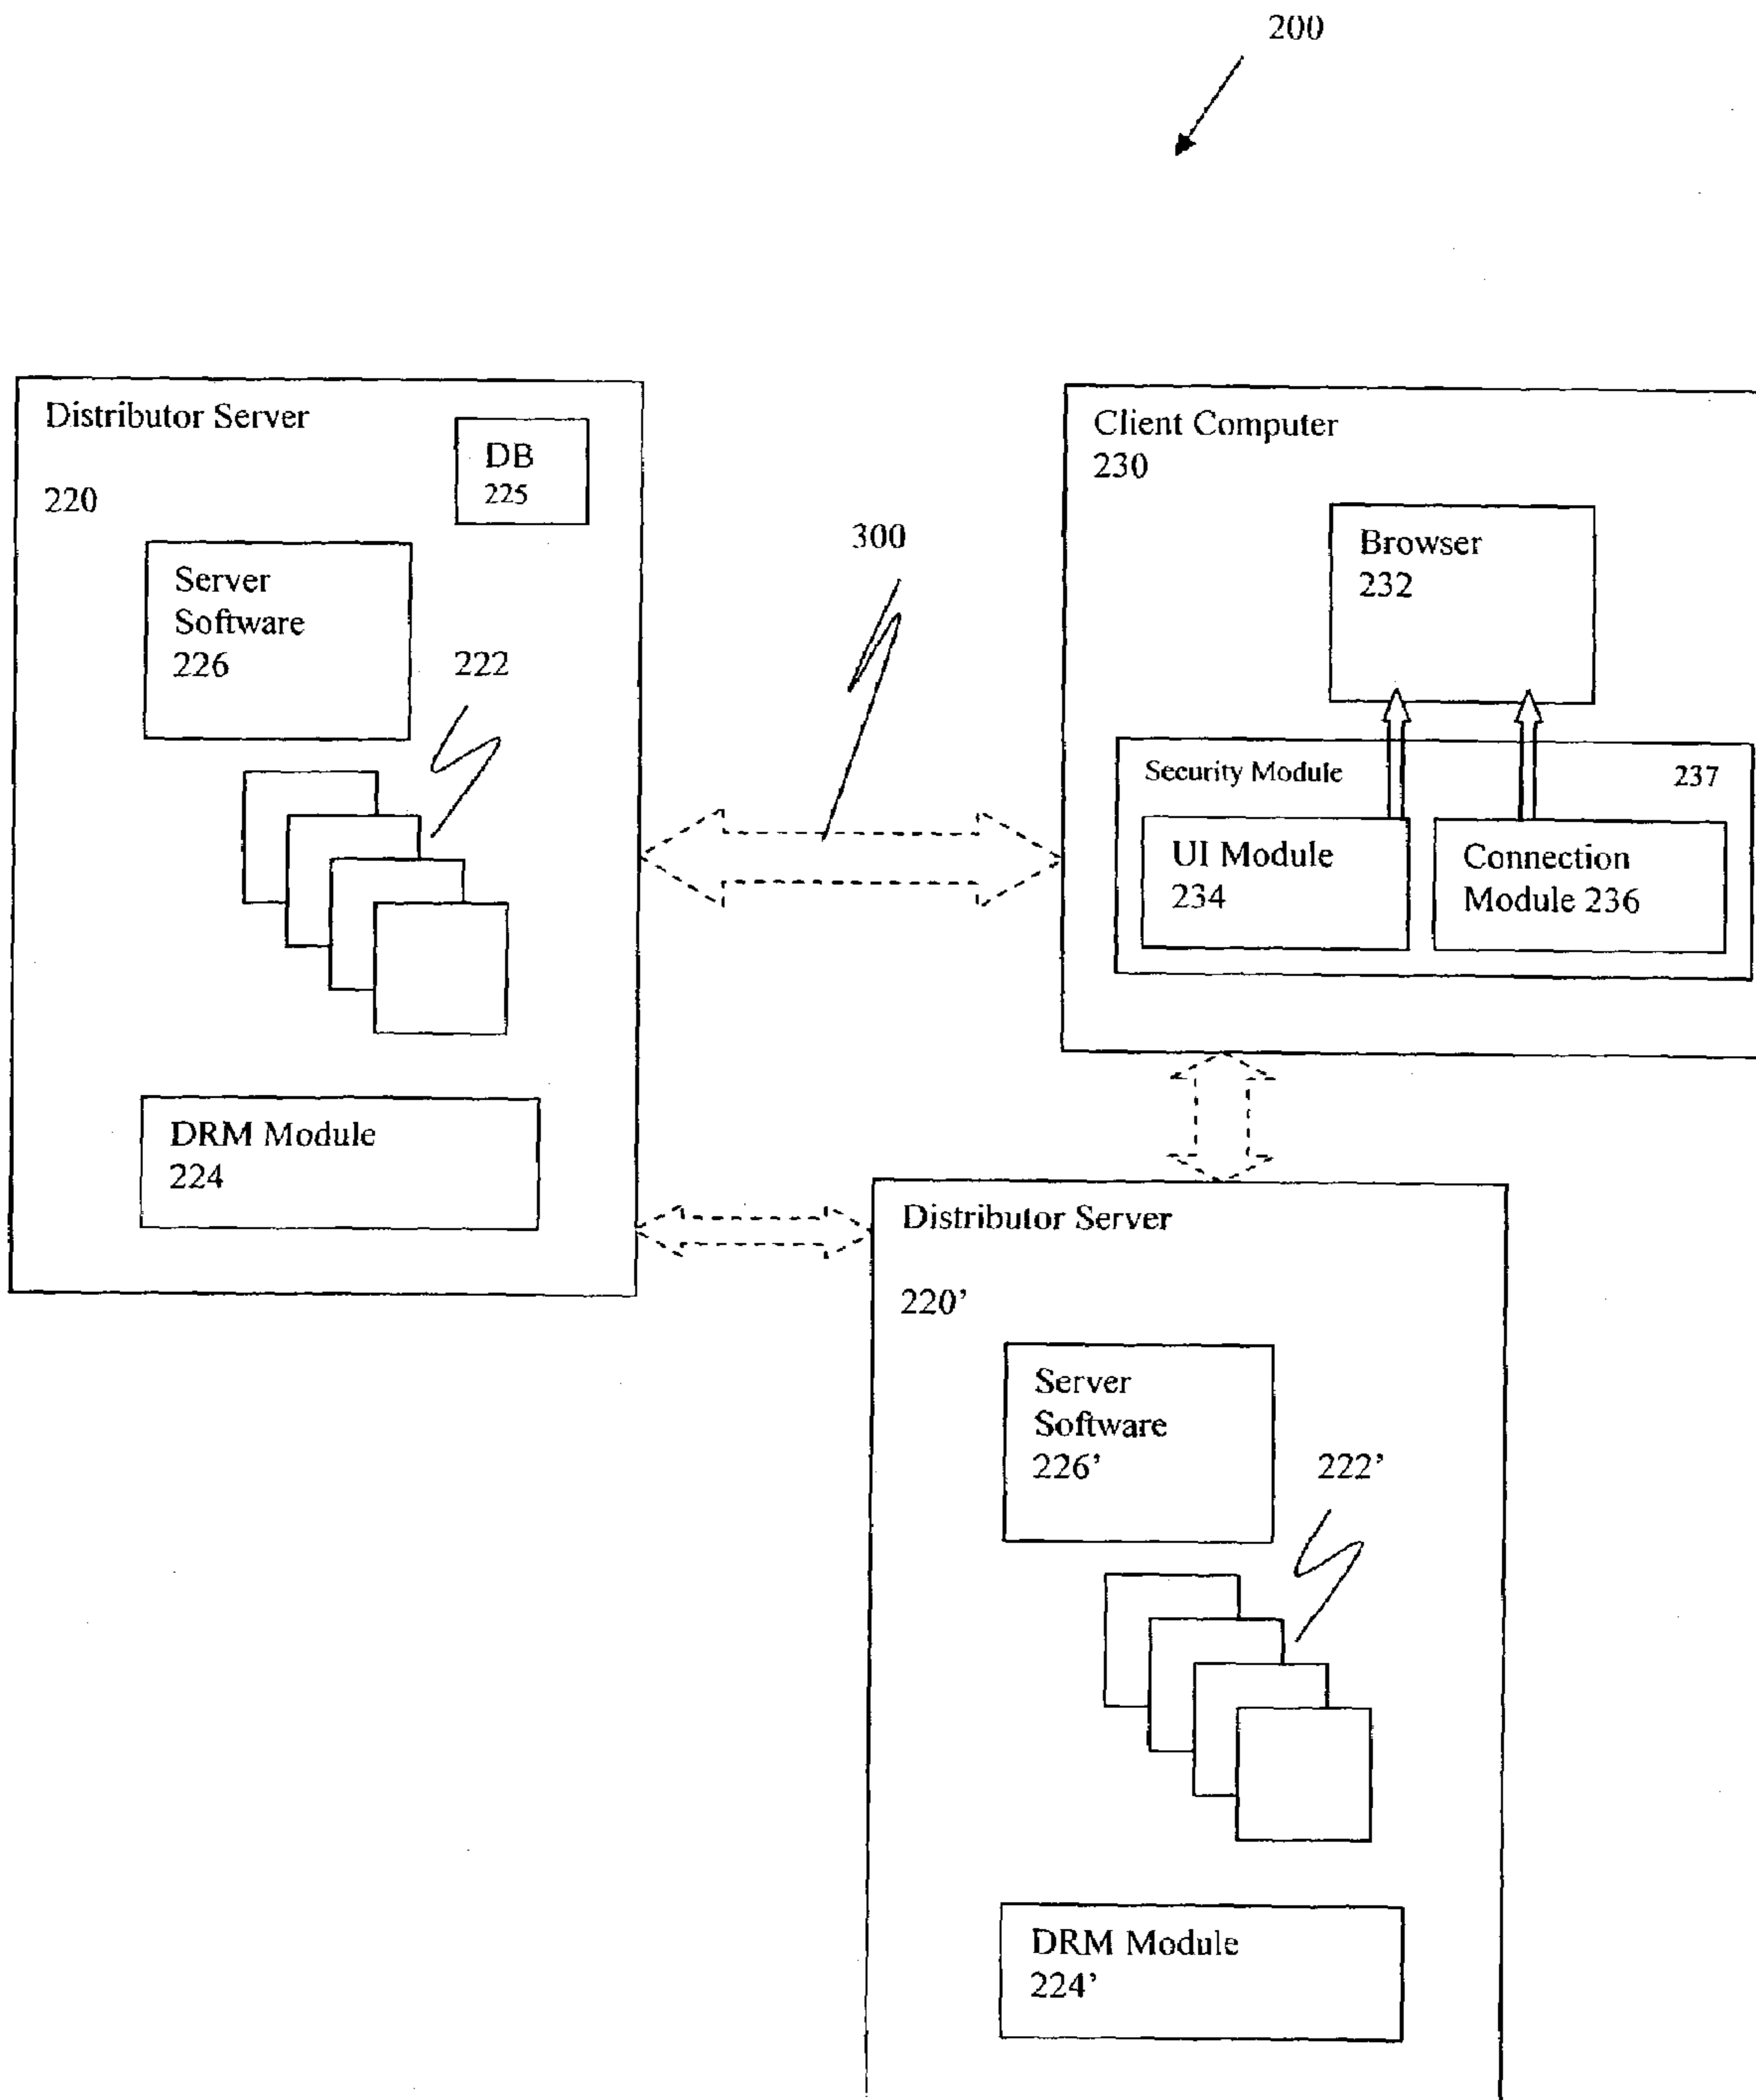 200
Distributor Server
220
DB
225
Server
Software
226
222
DRM Module
224
300
Client Computer
230
Browser
232
Security Module 237
UI Module
234
Connection
Module 236
Distributor Server
220’
Server
Software
226’
222’
DRM Module
224’